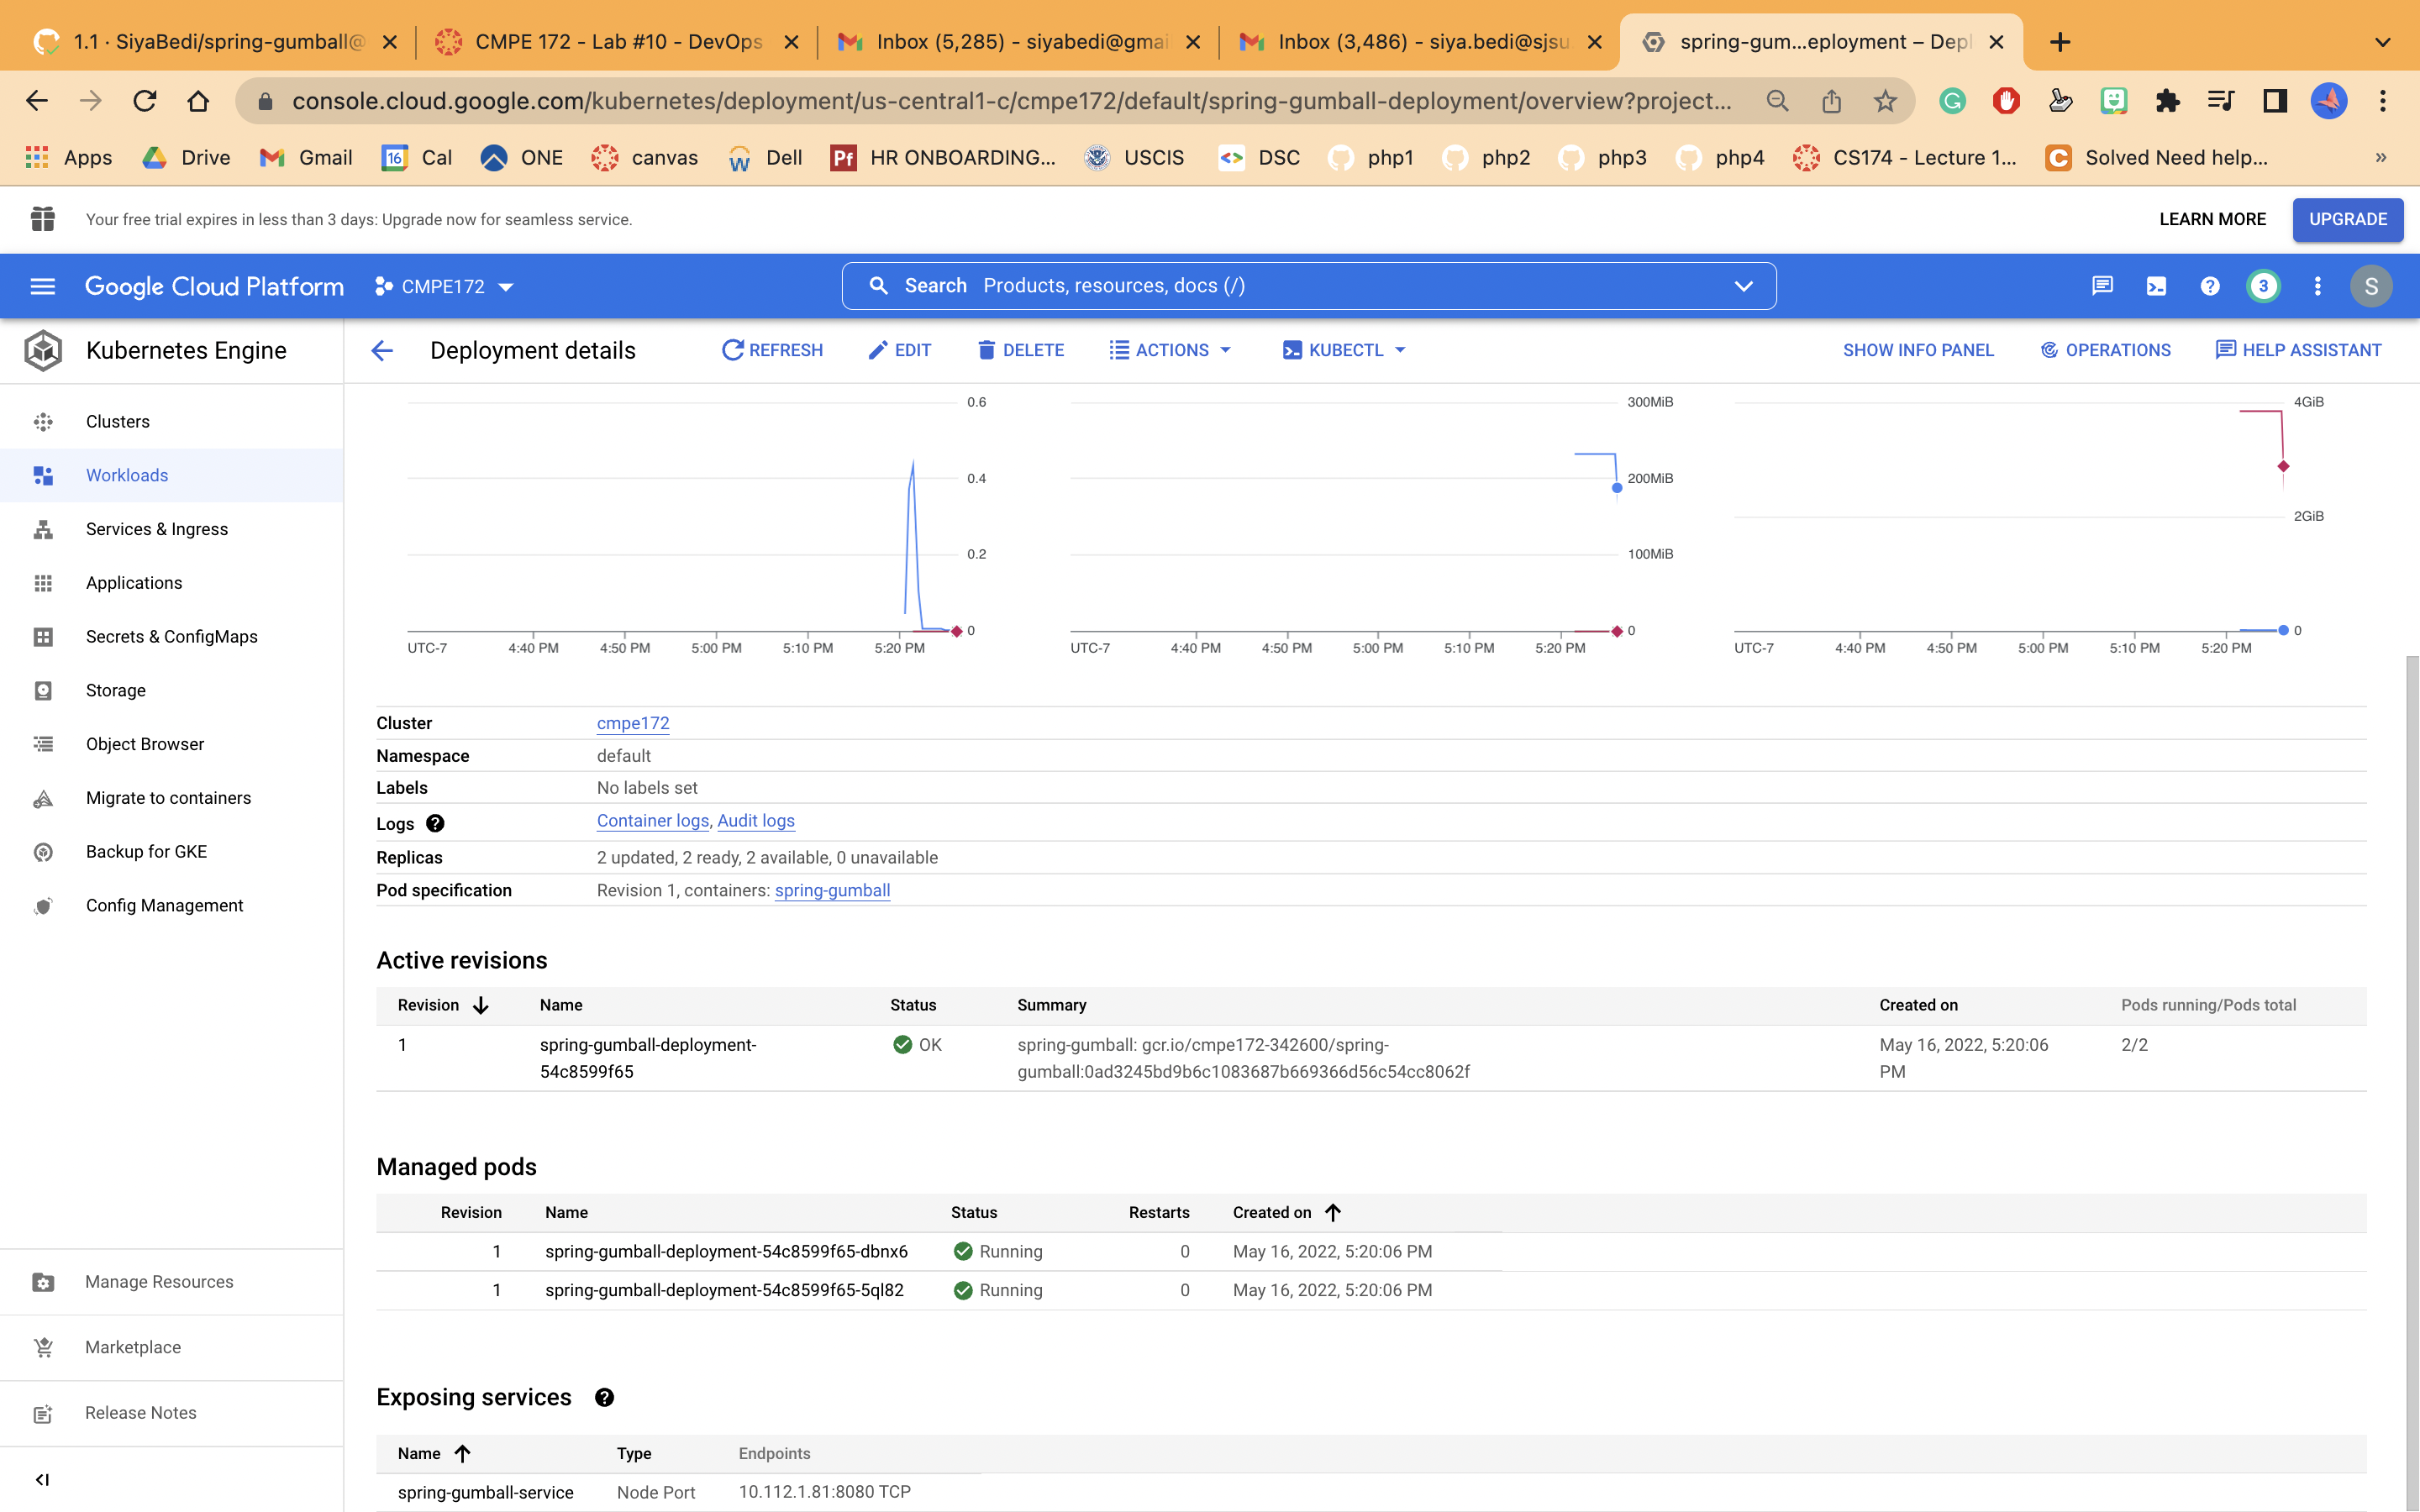 1.1 · SiyaBedi/spring-gumball@
CMPE 172 - Lab #10 - DevOps
Inbox (5,285) - siyabedi@gmai
Inbox (3,486) - siya.bedi@sjsu
spring-gum...eployment – Depl
console.cloud.google.com/kubernetes/deployment/us-central1-c/cmpe172/default/spring-gumball-deployment/overview?project...
Apps
Drive
Gmail
16
Cal
ONE
canvas
Dell
Pf
HR ONBOARDING...
USCIS
DSC
php1
php2
php3
php4
CS174 - Lecture 1...
C
Solved Need help...
»
Your free trial expires in less than 3 days: Upgrade now for seamless service.
LEARN MORE
UPGRADE
Google Cloud Platform
CMPE172
Search Products, resources, docs (/)
3
S
Kubernetes Engine
Deployment details
REFRESH
EDIT
DELETE
ACTIONS
KUBECTL
SHOW INFO PANEL
OPERATIONS
HELP ASSISTANT
Clusters
Workloads
Services & Ingress
Applications
Secrets & ConfigMaps
Storage
Object Browser
Migrate to containers
Backup for GKE
Config Management
Manage Resources
Marketplace
Release Notes
0.6
0.4
0.2
0
UTC-7 4:40 PM 4:50 PM 5:00 PM 5:10 PM 5:20 PM
300MiB
200MiB
100MiB
0
UTC-7 4:40 PM 4:50 PM 5:00 PM 5:10 PM 5:20 PM
4GiB
2GiB
0
UTC-7 4:40 PM 4:50 PM 5:00 PM 5:10 PM 5:20 PM
Cluster cmpe172
Namespace default
Labels No labels set
Logs Container logs, Audit logs
Replicas 2 updated, 2 ready, 2 available, 0 unavailable
Pod specification Revision 1, containers: spring-gumball
Active revisions
Revision Name Status Summary Created on Pods running/Pods total
1 spring-gumball-deployment- OK spring-gumball: gcr.io/cmpe172-342600/spring- May 16, 2022, 5:20:06 2/2
54c8599f65 gumball:0ad3245bd9b6c1083687b669366d56c54cc8062f PM
Managed pods
Revision Name Status Restarts Created on
1 spring-gumball-deployment-54c8599f65-dbnx6 Running 0 May 16, 2022, 5:20:06 PM
1 spring-gumball-deployment-54c8599f65-5ql82 Running 0 May 16, 2022, 5:20:06 PM
Exposing services
Name Type Endpoints
spring-gumball-service Node Port 10.112.1.81:8080 TCP